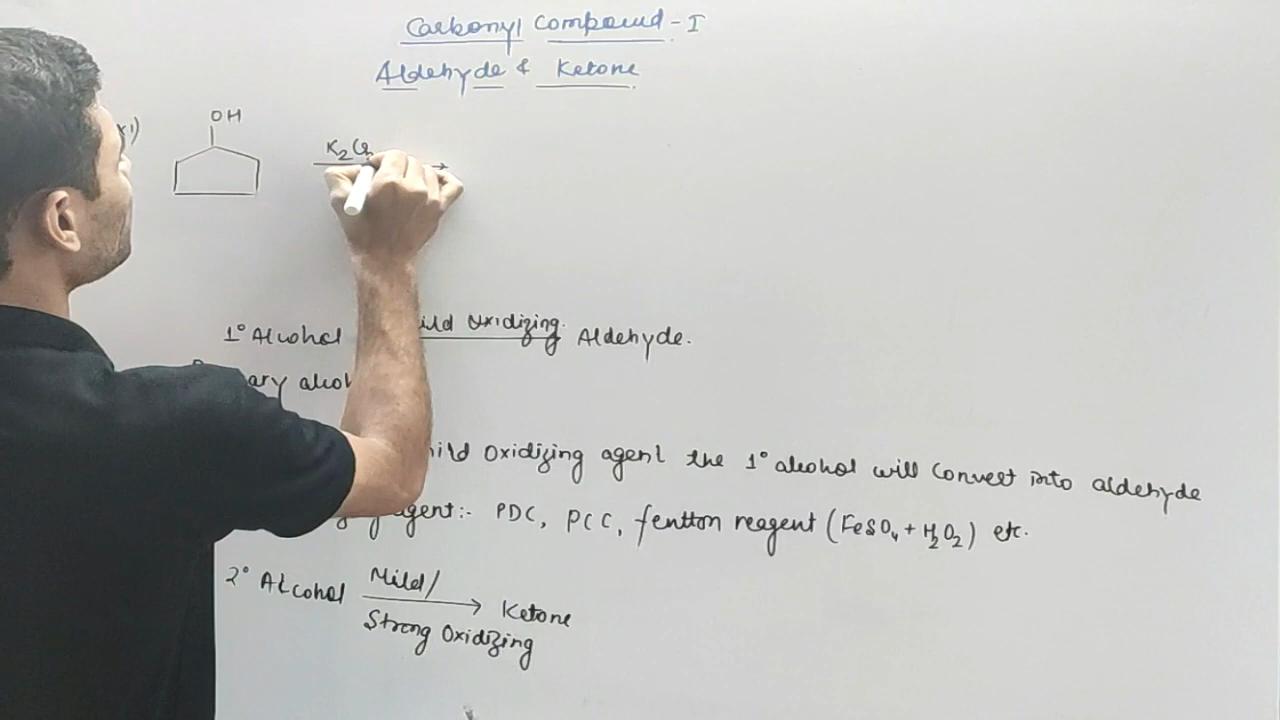 Carbonyl Compound - I
Aldehyde & Ketone
OH
K₂Cr
1° Alcohol ild Oxidizing Aldehyde.
ary alco
ild Oxidizing agent the 1° alcohol will Convert into aldehyde
g agent:- PDC, PCC, fentton reagent (FeSO₄ + H₂O₂) etc.
2° Alcohol Mild/ → Ketone
Strong Oxidizing